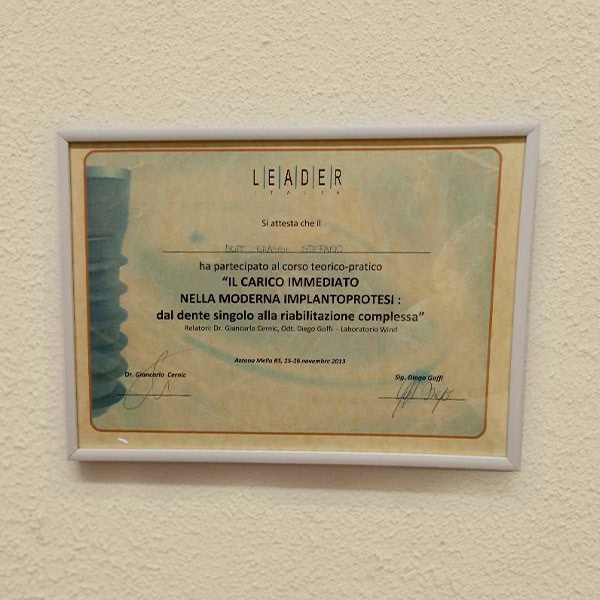 LEADER
ITALIA
Si attesta che il
DOTT. GRASSI STEFANO
ha partecipato al corso teorico-pratico
“IL CARICO IMMEDIATO
NELLA MODERNA IMPLANTOPROTESI :
dal dente singolo alla riabilitazione complessa”
Relatori: Dr. Giancarlo Cernic, Odt. Diego Goffi - Laboratorio Wind
Azzano Mella BS, 15-16 novembre 2013
Dr. Giancarlo Cernic
Sig. Diego Goffi